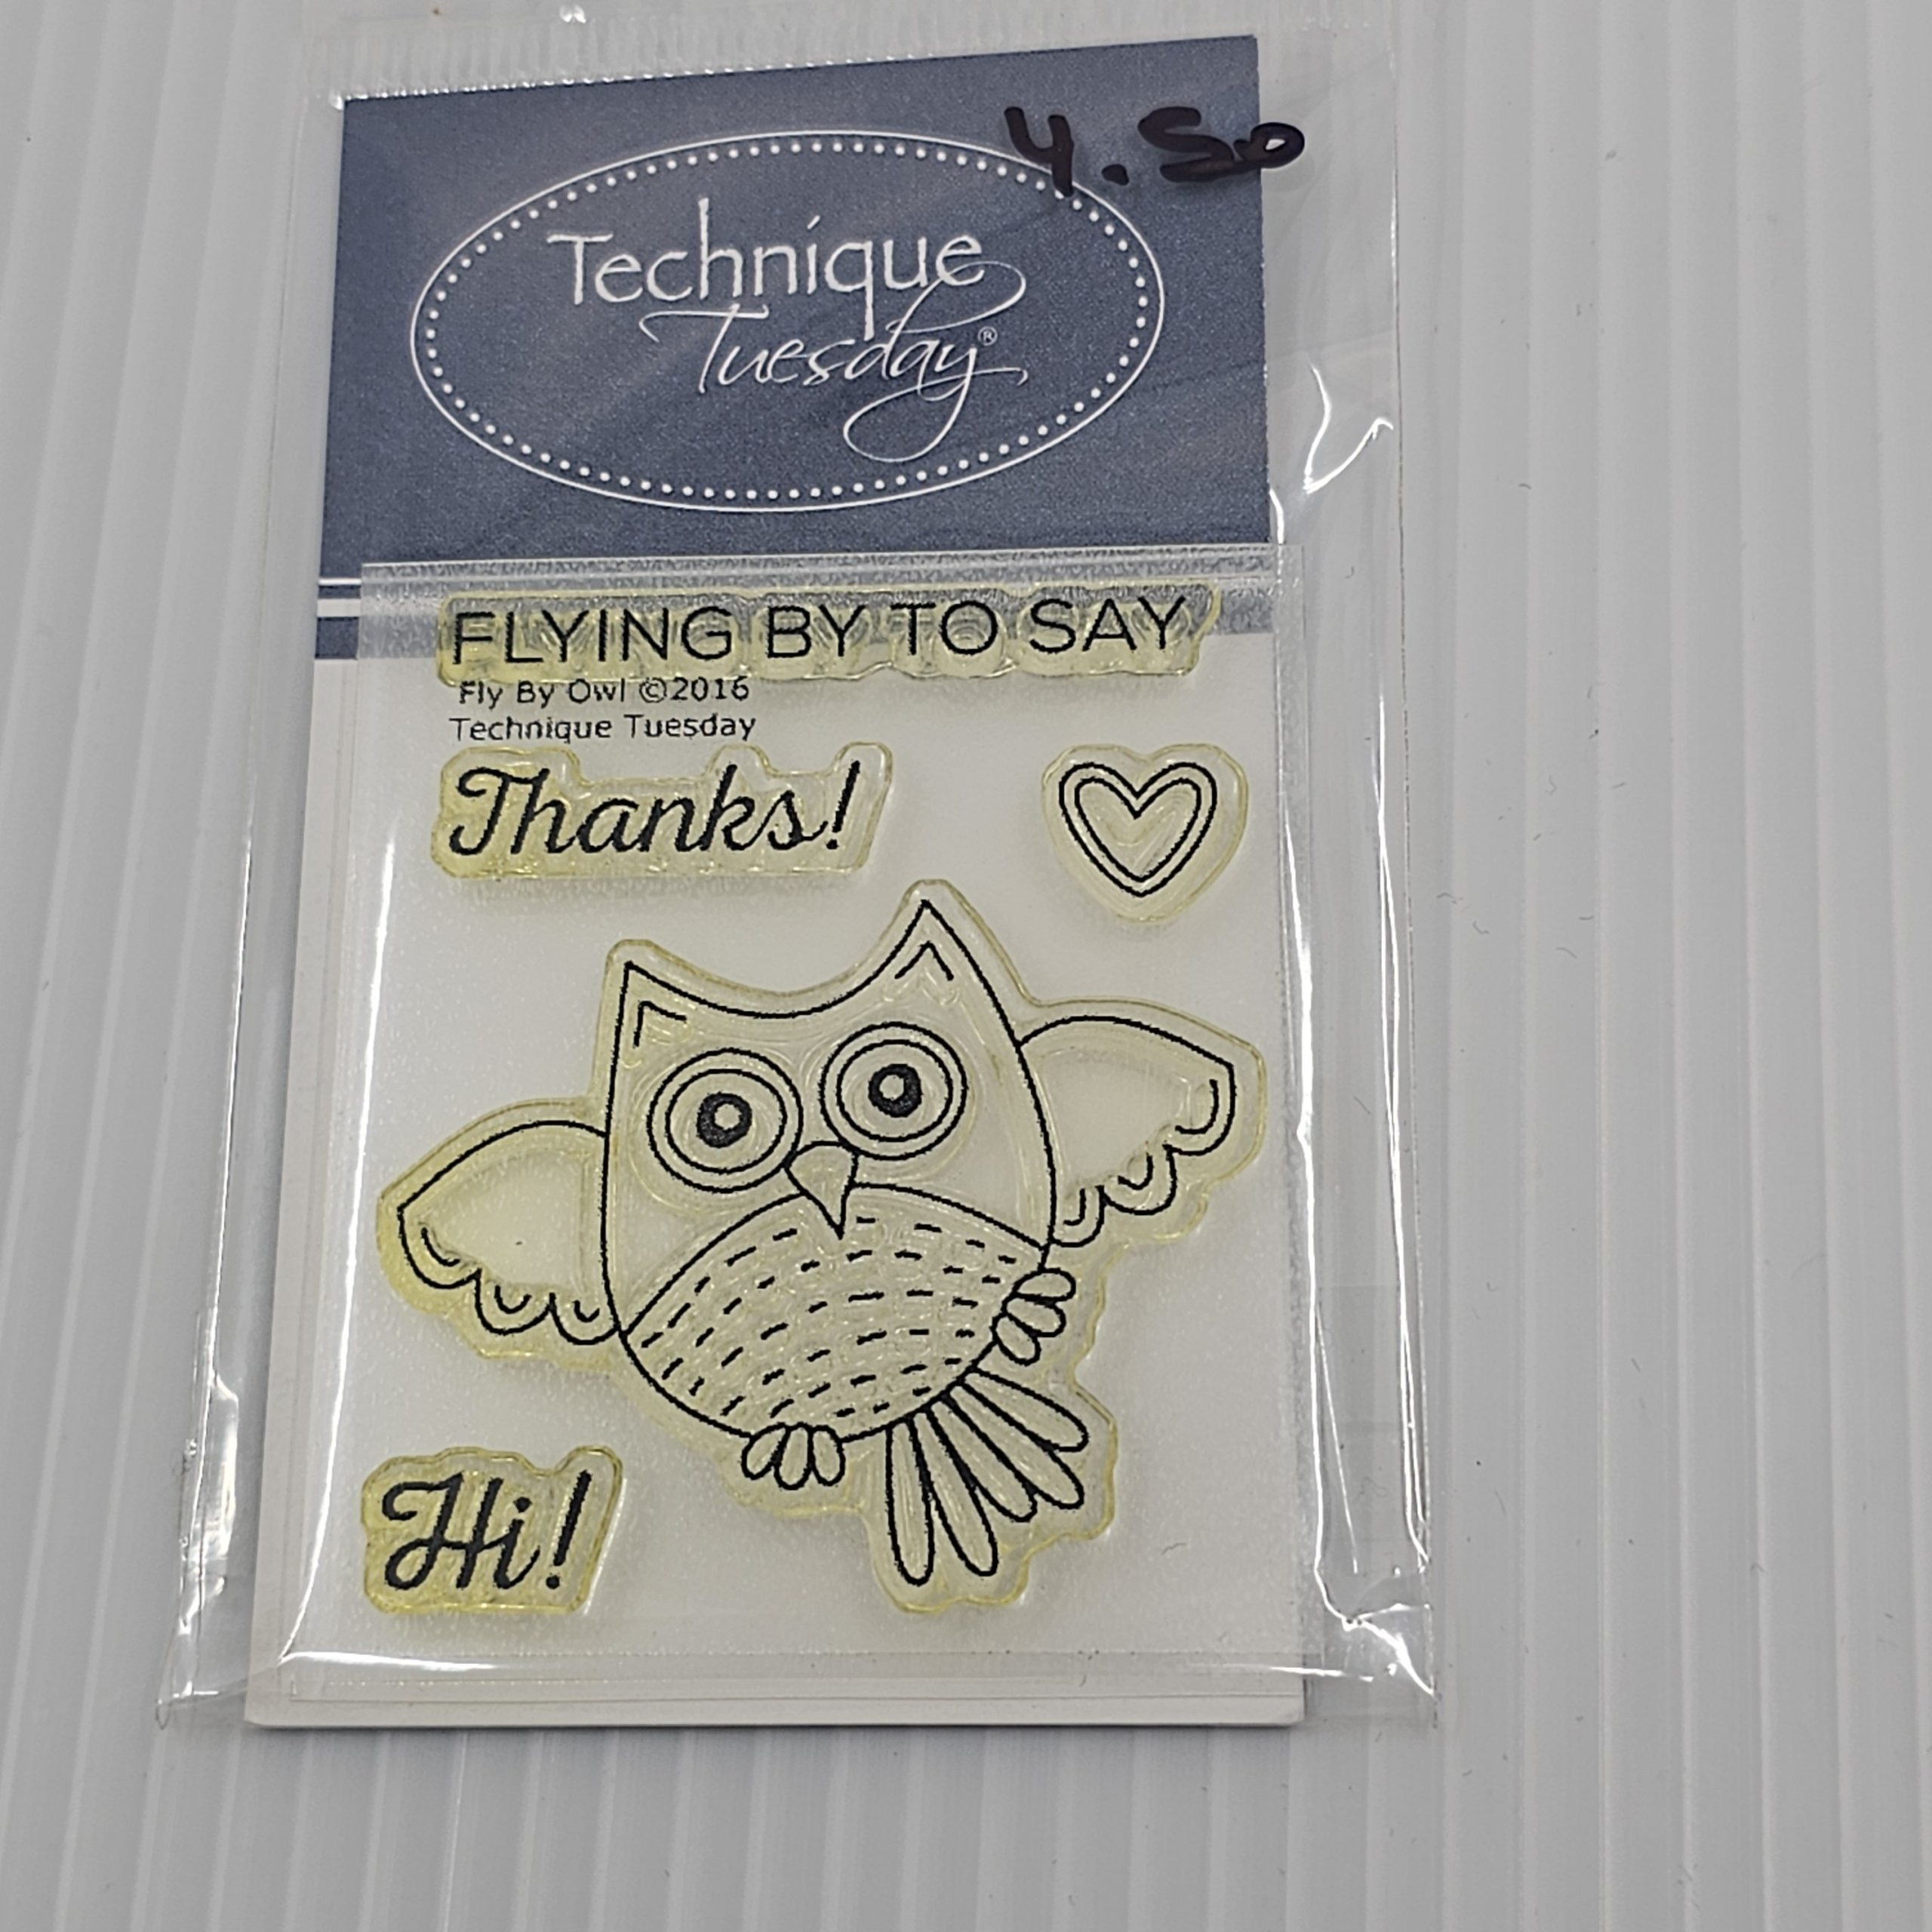 4.50
Technique
Tuesday®
FLYING BY TO SAY
Fly By Owl ©2016
Technique Tuesday
Thanks!
Hi!